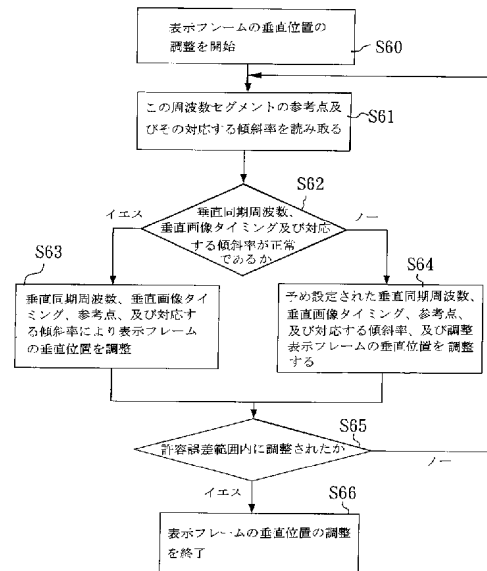 表示フレームの垂直位置の
調整を開始
S60
この周波数セグメントの参考点及
びその対応する傾斜率を読み取る
S61
S62
垂直同期周波数、
垂直画像タイミング及び対応
する傾斜率が正常
であるか
イエス
ノー
S63
垂直同期周波数、垂直画像タイ
ミング、参考点、及び対応す
る傾斜率により表示フレーム
の垂直位置を調整
S64
予め設定された垂直同期周波数、
垂直画像タイミング、参考点、
及び対応する傾斜率、及び調整
表示フレームの垂直位置を調整
する
S65
許容誤差範囲内に調整されたか
ノー
イエス
S66
表示フレームの垂直位置の調整
を終了